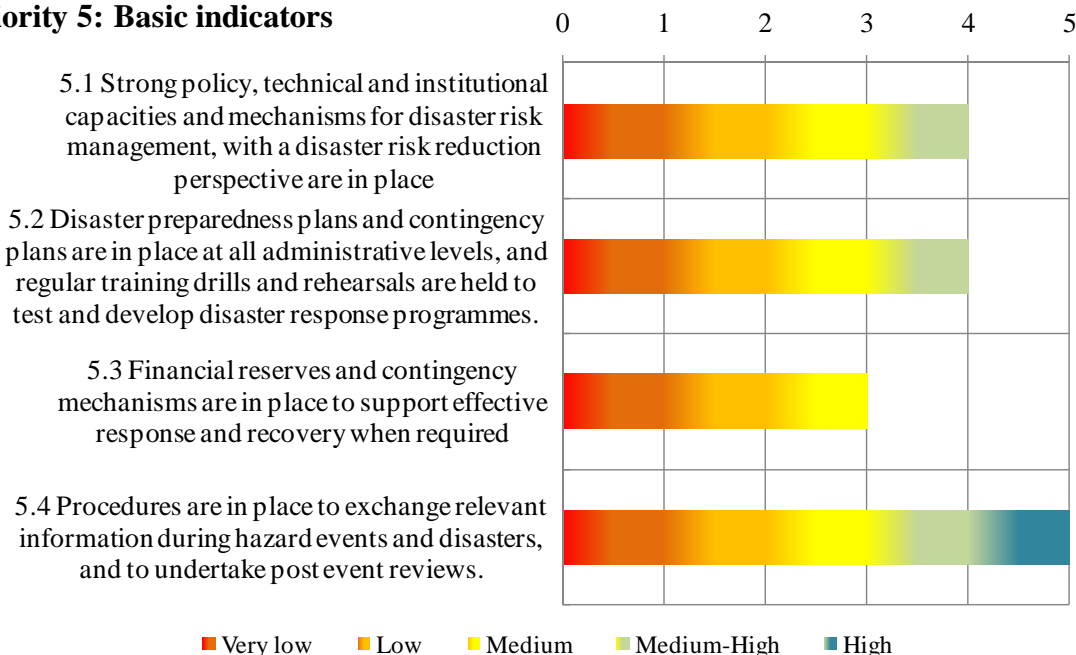 iority 5: Basic indicators
0 1 2 3 4 5
5.1 Strong policy, technical and institutional
capacities and mechanisms for disaster risk
management, with a disaster risk reduction
perspective are in place
5.2 Disaster preparedness plans and contingency
plans are in place at all administrative levels, and
regular training drills and rehearsals are held to
test and develop disaster response programmes.
5.3 Financial reserves and contingency
mechanisms are in place to support effective
response and recovery when required
5.4 Procedures are in place to exchange relevant
information during hazard events and disasters,
and to undertake post event reviews.
Very low Low Medium Medium-High High